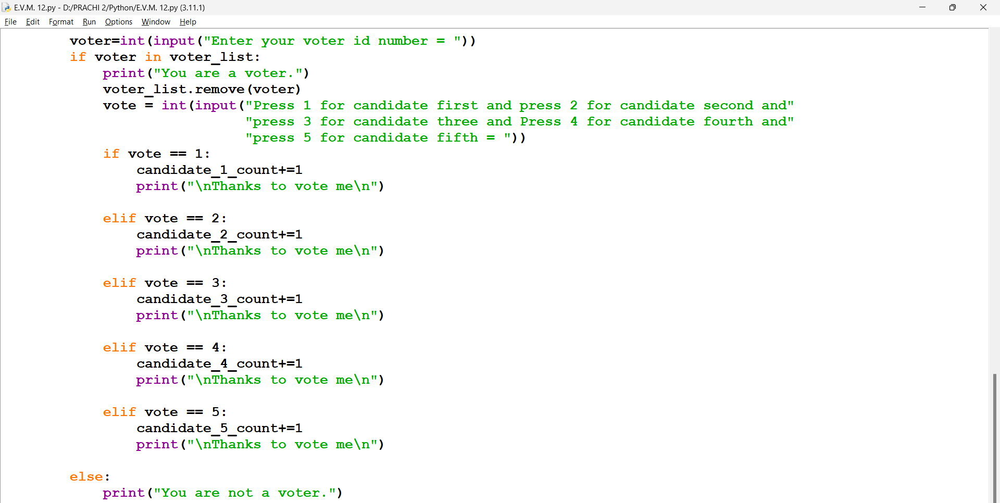 E.V.M. 12.py - D:/PRACHI 2/Python/E.V.M. 12.py (3.11.1)
File Edit Format Run Options Window Help
voter=int(input("Enter your voter id number = "))
if voter in voter_list:
    print("You are a voter.")
    voter_list.remove(voter)
    vote = int(input("Press 1 for candidate first and press 2 for candidate second and"
                     "press 3 for candidate three and Press 4 for candidate fourth and"
                     "press 5 for candidate fifth = "))
    if vote == 1:
        candidate_1_count+=1
        print("\nThanks to vote me\n")
    elif vote == 2:
        candidate_2_count+=1
        print("\nThanks to vote me\n")
    elif vote == 3:
        candidate_3_count+=1
        print("\nThanks to vote me\n")
    elif vote == 4:
        candidate_4_count+=1
        print("\nThanks to vote me\n")
    elif vote == 5:
        candidate_5_count+=1
        print("\nThanks to vote me\n")
else:
    print("You are not a voter.")